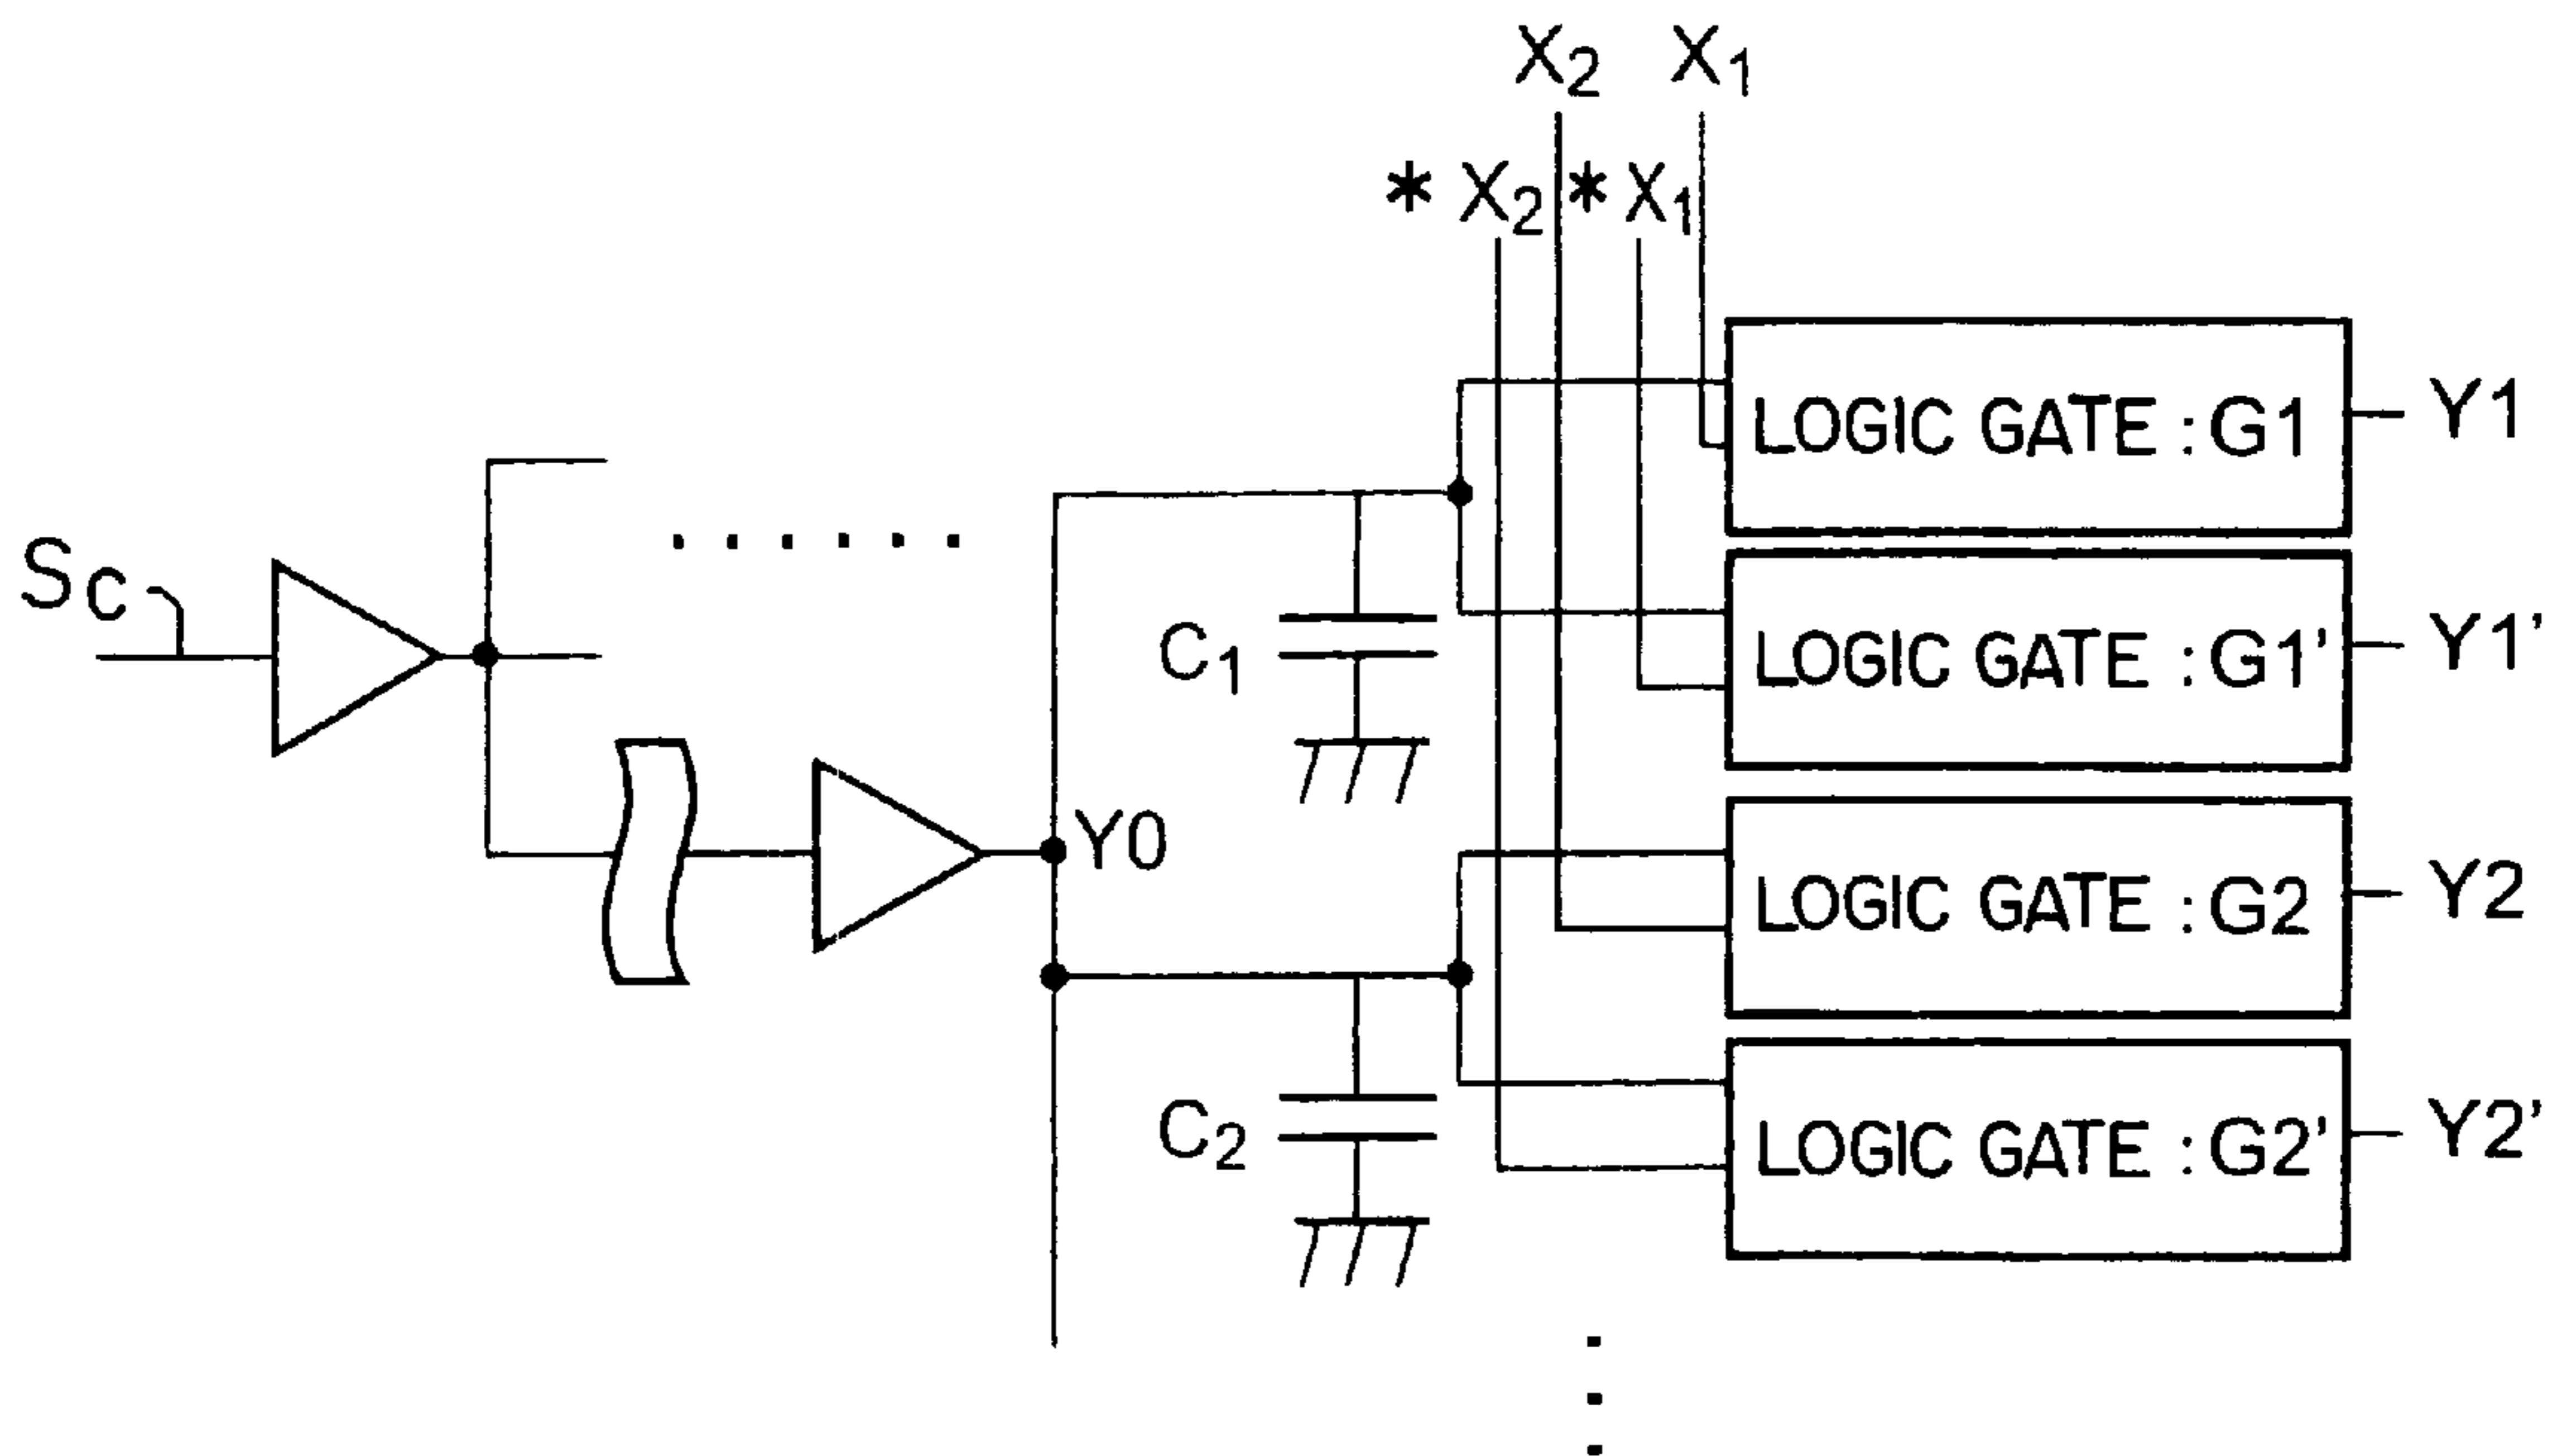 X2 X1
* X2 * X1
LOGIC GATE : G1 Y1
Sc
C1
LOGIC GATE : G1' Y1'
Y0
LOGIC GATE : G2 Y2
C2
LOGIC GATE : G2' Y2'